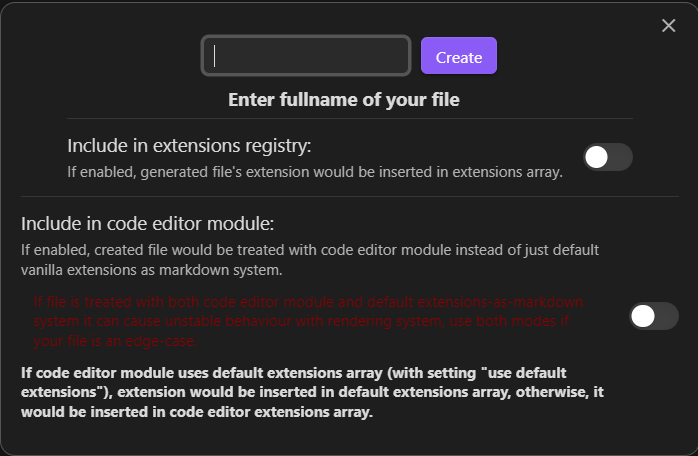 Create
Enter fullname of your file
Include in extensions registry:
If enabled, generated file's extension would be inserted in extensions array.
Include in code editor module:
If enabled, created file would be treated with code editor module instead of just default
vanilla extensions as markdown system.
If file is treated with both code editor module and default extensions-as-markdown
system it can cause unstable behaviour with rendering system, use both modes if
your file is an edge-case.
If code editor module uses default extensions array (with setting "use default
extensions"), extension would be inserted in default extensions array, otherwise, it
would be inserted in code editor extensions array.